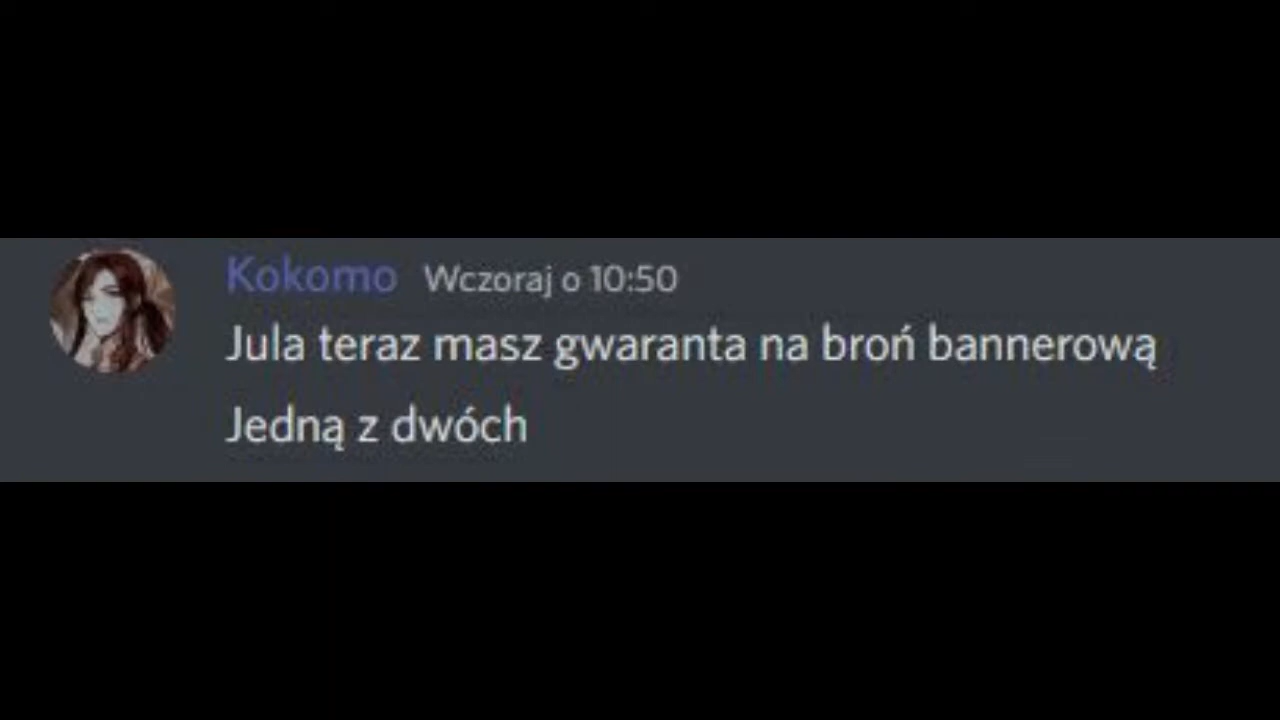 Kokomo Wczoraj o 10:50
Jula teraz masz gwaranta na broń bannerową
Jedną z dwóch